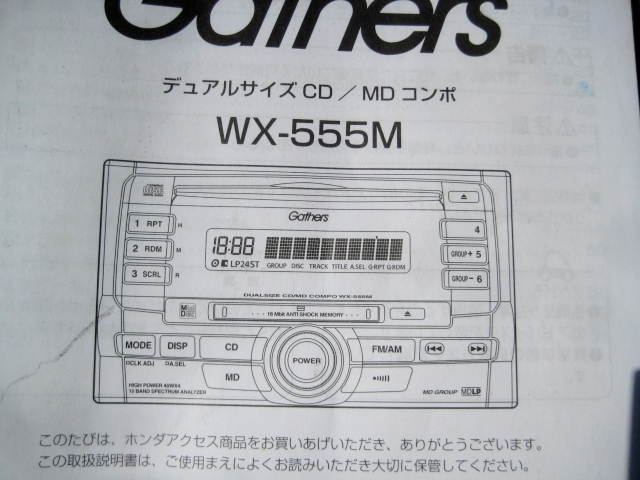 Gathers
デュアルサイズ CD ／ MD コンポ
WX-555M
Gathers
1 RPT H
4
2 RDM M
18:88
GROUP+ 5
LP24ST GROUP DISC TRACK TITLE A.SEL G-RPT G-RDM
3 SCRL R
GROUP- 6
DUALSIZE CD/MD COMPO WX-555M
16 Mbit ANTI SHOCK MEMORY
MODE DISP CD POWER FM/AM
CLK ADJ A.SEL
MD
HIGH POWER 45WX4
10 BAND SPECTRUM ANALYZER
MD GROUP MDLP
このたびは、ホンダアクセス商品をお買いあげいただき、ありがとうございます。
この取扱説明書は、ご使用まえによくお読みいただき大切に保管してください。